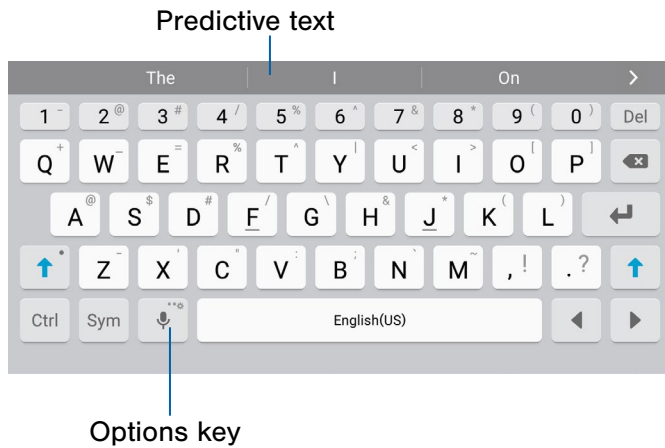 Predictive text
The I On >
1 - 2 @ 3 # 4 / 5 % 6 ^ 7 & 8 * 9 ( 0 ) Del
Q + W _ E = R % T ^ Y | U < I > O [ P ]
A @ S $ D # F / G \ H & J * K ( L )
Z - X ' C " V : B ; N ` M ~ , ! . ?
Ctrl Sym English(US)
Options key